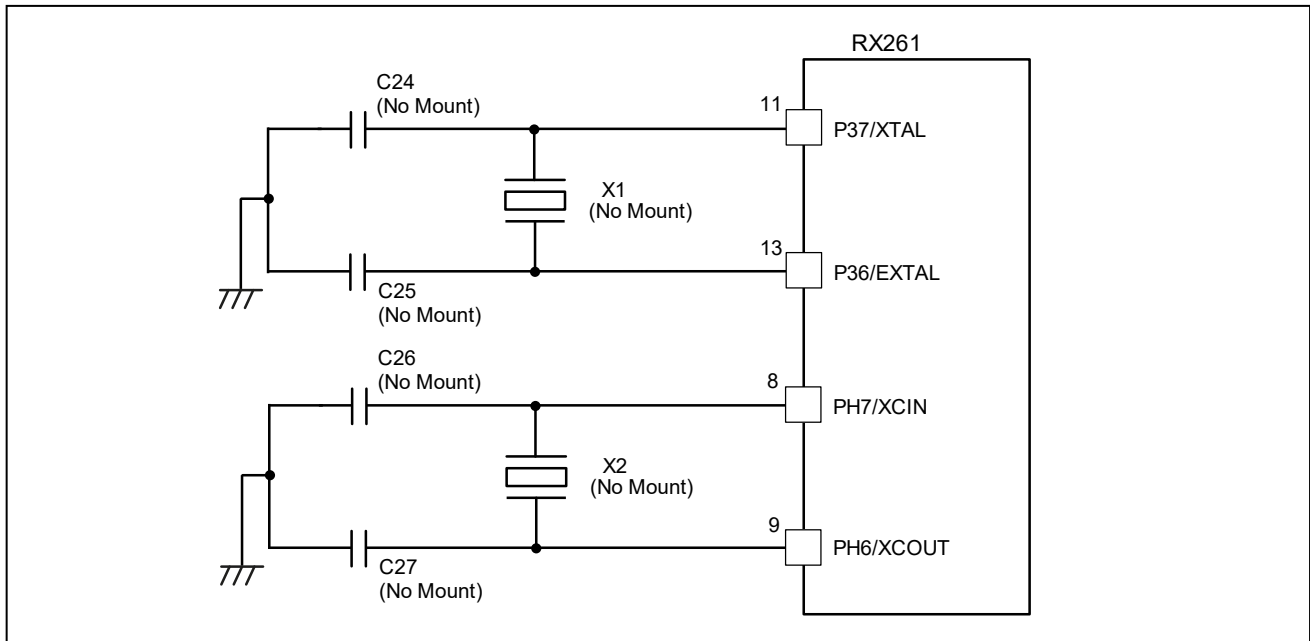 RX261
C24
(No Mount)
11
P37/XTAL
X1
(No Mount)
13
P36/EXTAL
C25
(No Mount)
C26
(No Mount)
8
PH7/XCIN
X2
(No Mount)
9
PH6/XCOUT
C27
(No Mount)